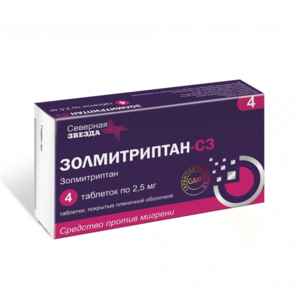 4
Северная
ЗВЕЗДА
ЗОЛМИТРИПТАН-СЗ
Золмитриптан
4 таблеток по 2,5 мг
таблетки, покрытые пленочной оболочкой
GMP
Средство против мигрени